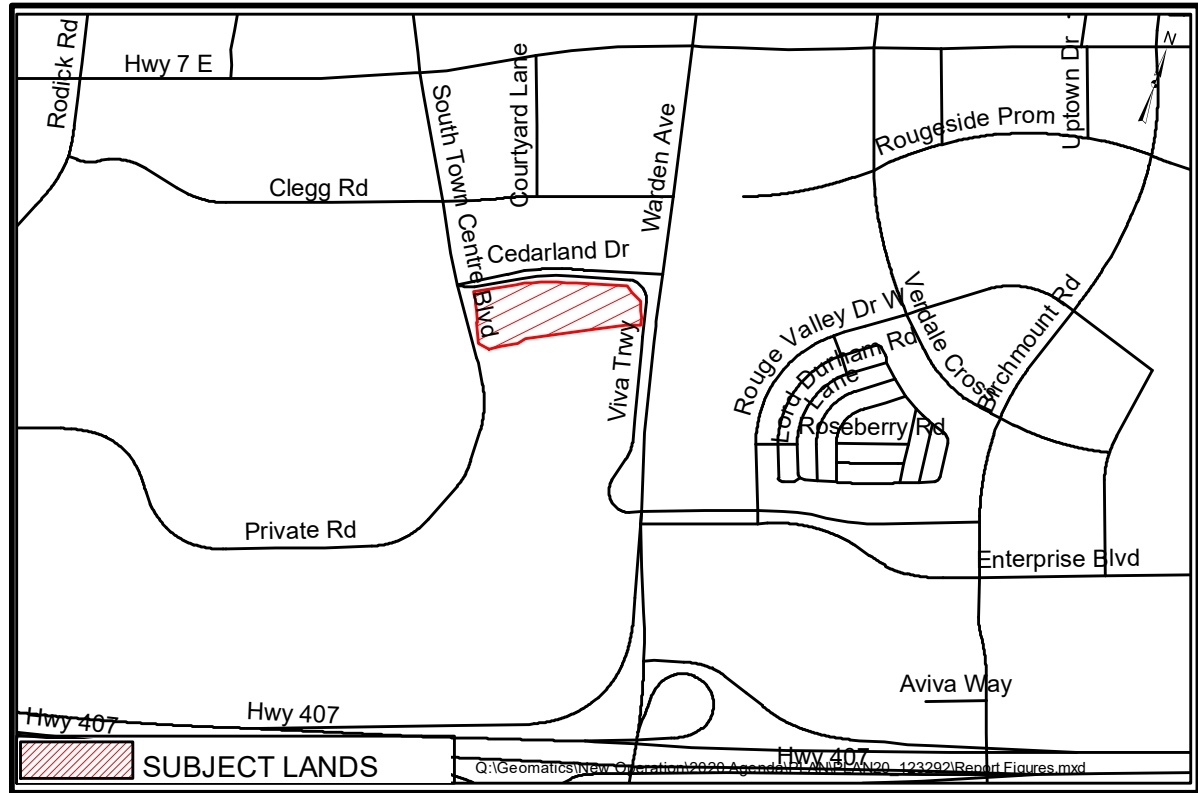 Rodick Rd
Hwy 7 E
South Town Centre Blvd
Courtyard Lane
Warden Ave
Uptown Dr
N
Rougeside Prom
Clegg Rd
Cedarland Dr
Viva Trwy
Rouge Valley Dr W
Verdale Cross
Birchmount Rd
Lord Durham Rd
Lane
Roseberry Rd
Private Rd
Enterprise Blvd
Aviva Way
Hwy 407
Hwy 407
Hwy 407
SUBJECT LANDS
Q:\Geomatics\New Operation\2020 Agenda\PLAN\PLAN20_123292\Report Figures.mxd